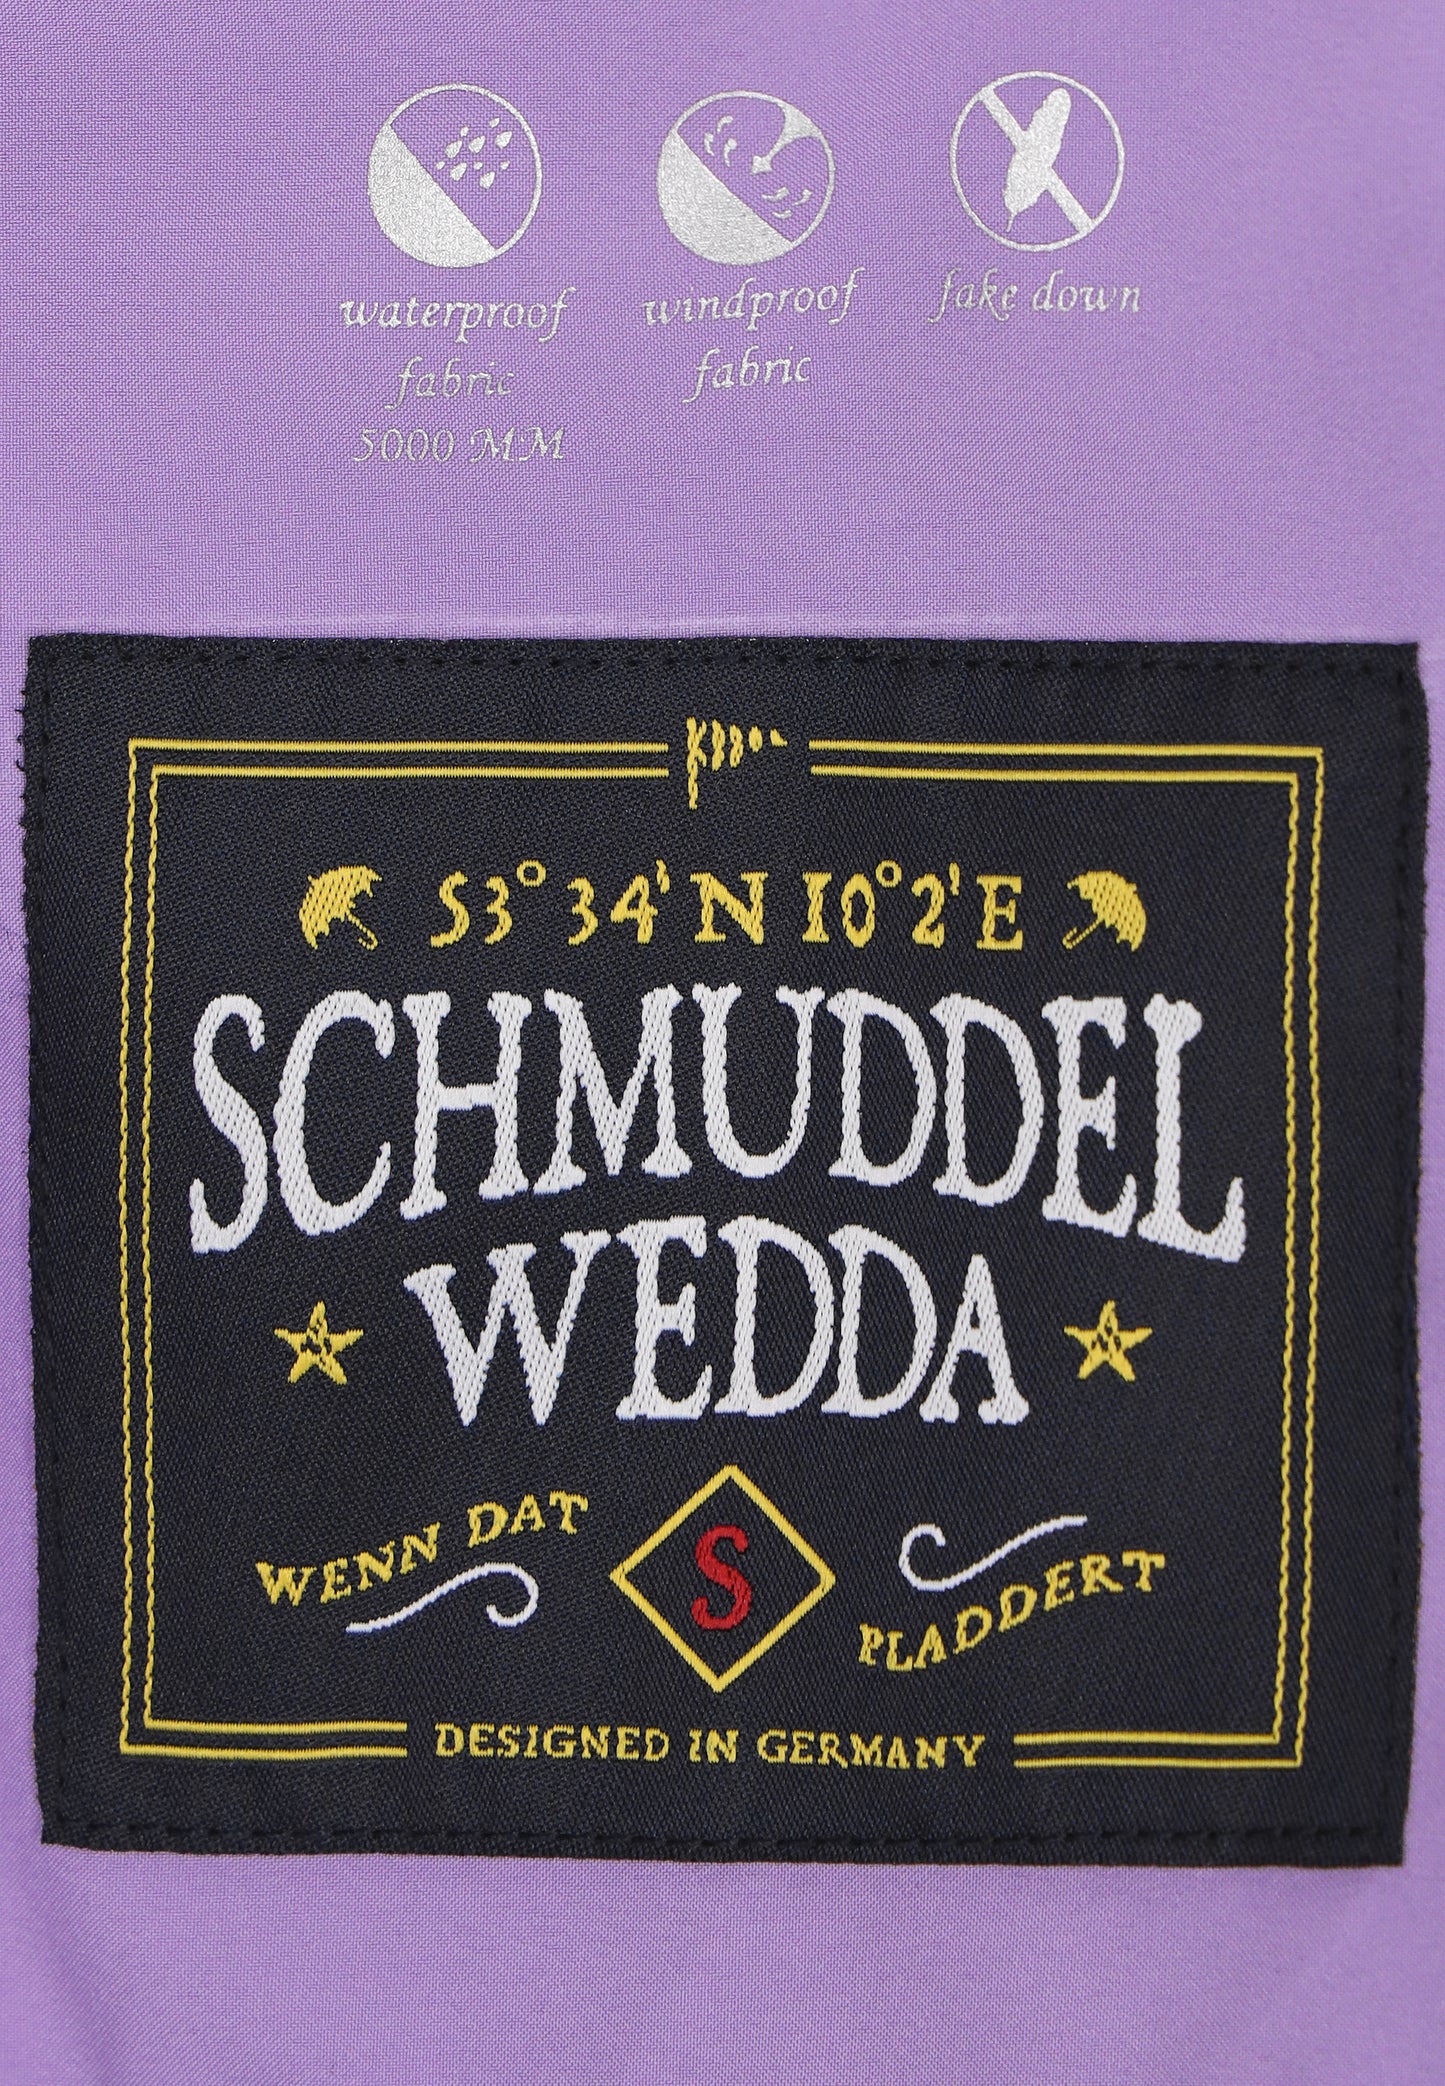 waterproof
fabric
5000 MM
windproof
fabric
fake down
53° 34' N 10° 2' E
SCHMUDDEL
WEDDA
WENN DAT
S
PLADDERT
DESIGNED IN GERMANY